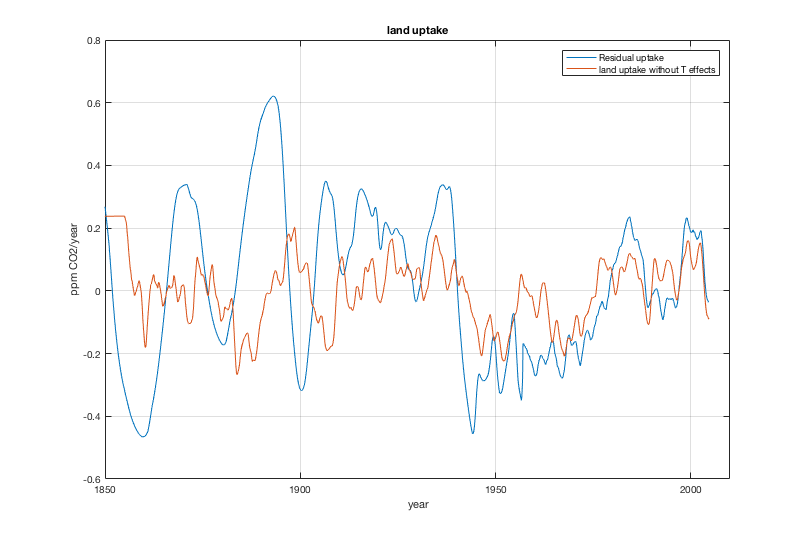 land uptake
Residual uptake
land uptake without T effects
ppm CO2/year
0.8
0.6
0.4
0.2
0
-0.2
-0.4
-0.6
1850
1900
1950
2000
year